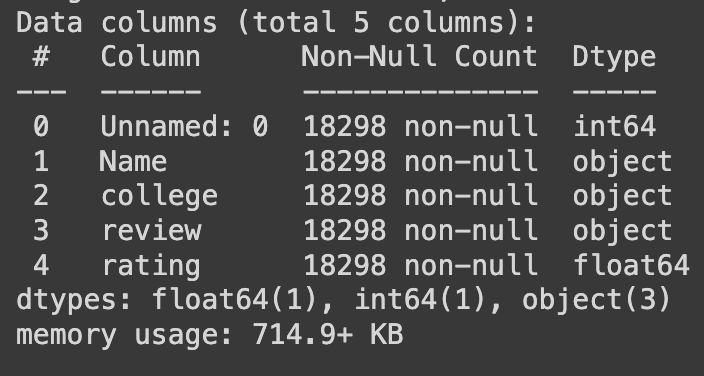 Data columns (total 5 columns):
 #   Column      Non-Null Count  Dtype
---  ------      --------------  -----
 0   Unnamed: 0  18298 non-null  int64
 1   Name        18298 non-null  object
 2   college     18298 non-null  object
 3   review      18298 non-null  object
 4   rating      18298 non-null  float64
dtypes: float64(1), int64(1), object(3)
memory usage: 714.9+ KB